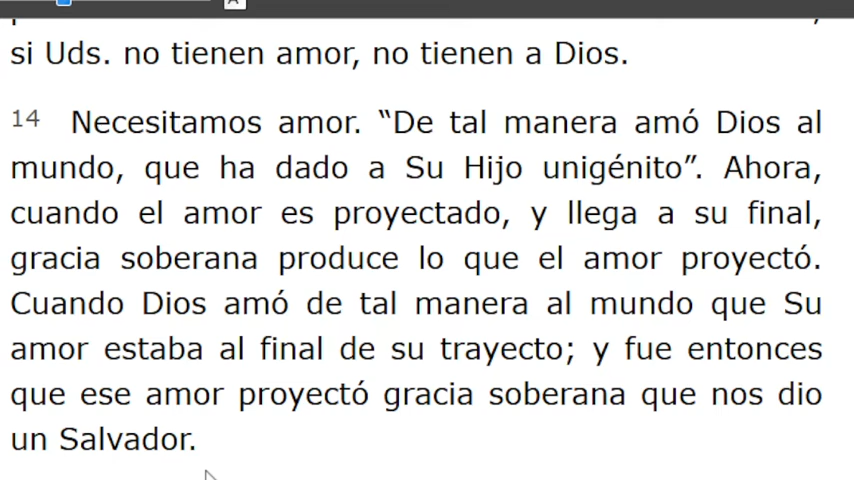 si Uds. no tienen amor, no tienen a Dios.
14 Necesitamos amor. “De tal manera amó Dios al
mundo, que ha dado a Su Hijo unigénito”. Ahora,
cuando el amor es proyectado, y llega a su final,
gracia soberana produce lo que el amor proyectó.
Cuando Dios amó de tal manera al mundo que Su
amor estaba al final de su trayecto; y fue entonces
que ese amor proyectó gracia soberana que nos dio
un Salvador.